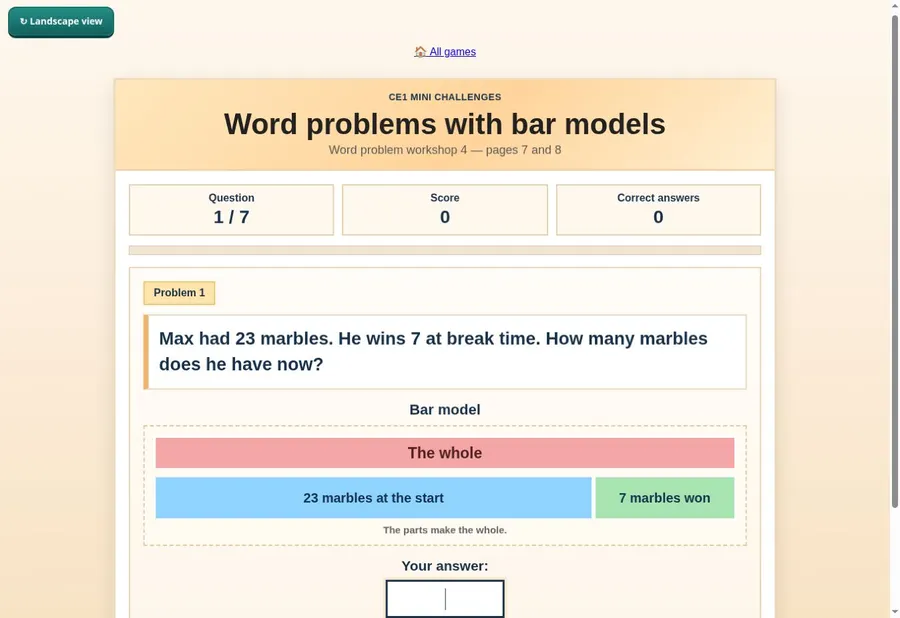 ↻ Landscape view
🏠 All games
CE1 MINI CHALLENGES
Word problems with bar models
Word problem workshop 4 — pages 7 and 8
Question
1 / 7
Score
0
Correct answers
0
Problem 1
Max had 23 marbles. He wins 7 at break time. How many marbles
does he have now?
Bar model
The whole
23 marbles at the start
7 marbles won
The parts make the whole.
Your answer: